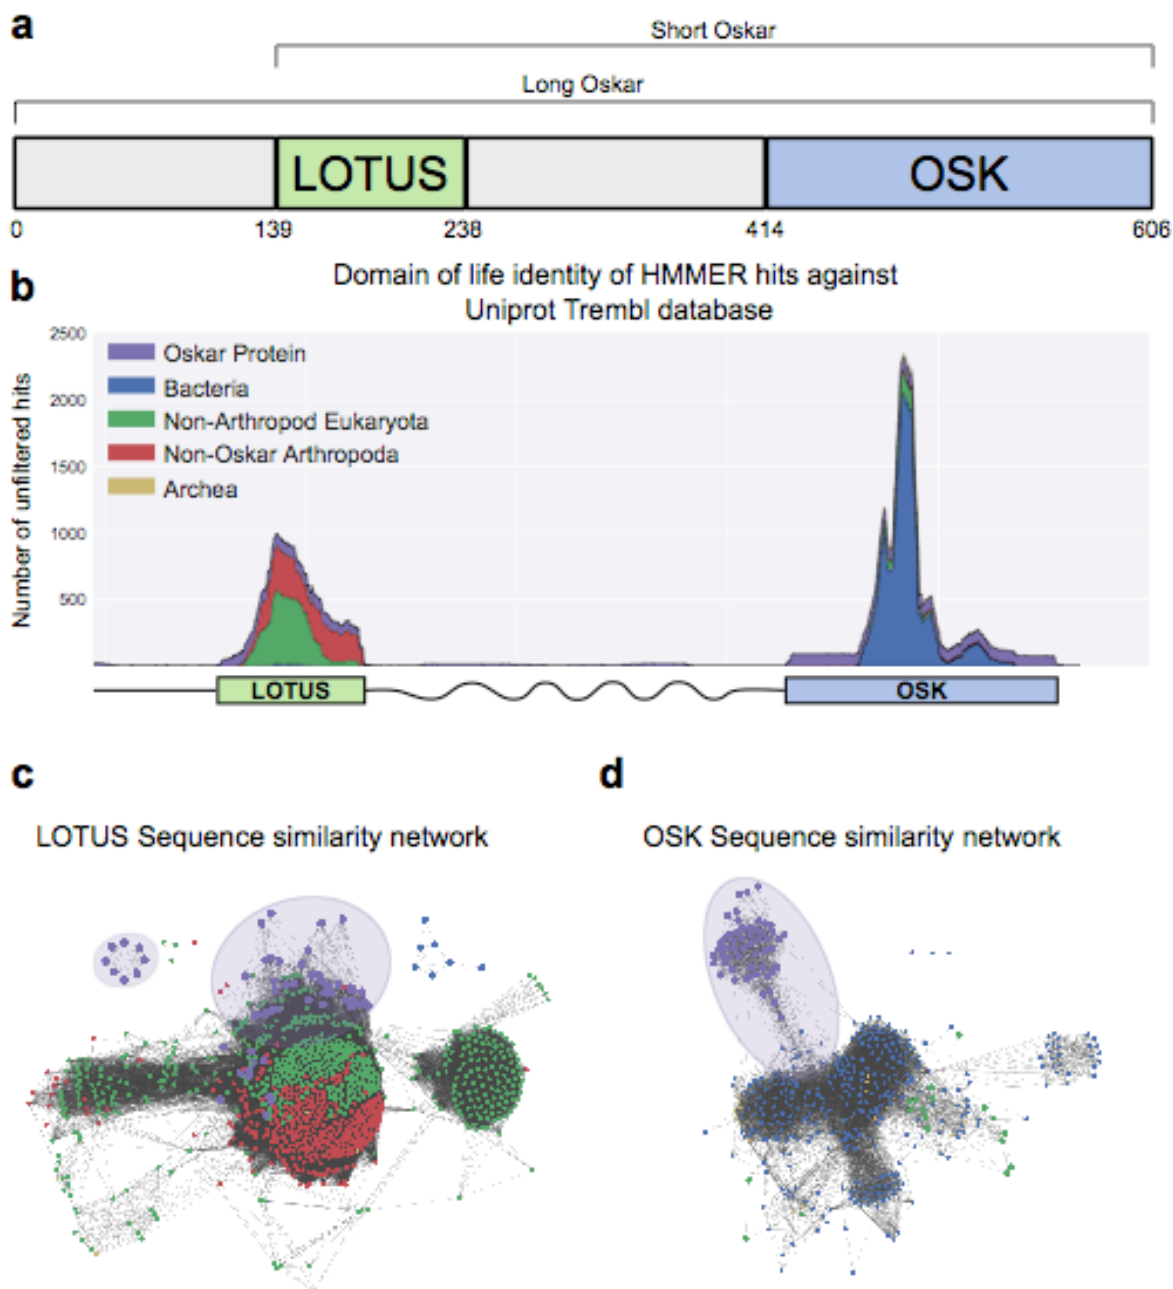 a
Short Oskar
Long Oskar
LOTUS
OSK
0 139 238 414 606
b
Domain of life identity of HMMER hits against
Uniprot Trembl database
Number of unfiltered hits
2500
2000
1500
1000
500
Oskar Protein
Bacteria
Non-Arthropod Eukaryota
Non-Oskar Arthropoda
Archea
LOTUS
OSK
c
LOTUS Sequence similarity network
d
OSK Sequence similarity network